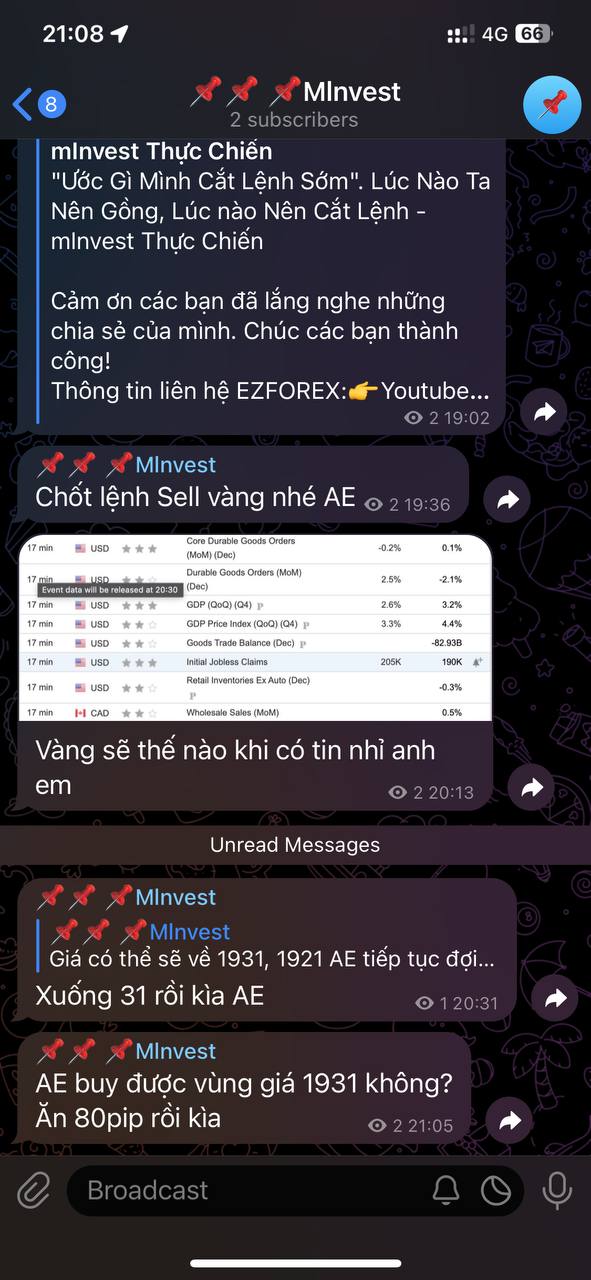 21:08
4G 66
8
MInvest
2 subscribers
mInvest Thực Chiến
"Ước Gì Mình Cắt Lệnh Sớm". Lúc Nào Ta
Nên Gồng, Lúc nào Nên Cắt Lệnh -
mInvest Thực Chiến
Cảm ơn các bạn đã lắng nghe những
chia sẻ của mình. Chúc các bạn thành
công!
Thông tin liên hệ EZFOREX:👉Youtube...
2 19:02
MInvest
Chốt lệnh Sell vàng nhé AE
2 19:36
17 min USD Core Durable Goods Orders -0.2% 0.1%
(MoM) (Dec)
17 min USD Durable Goods Orders (MoM) 2.5% -2.1%
(Dec)
Event data will be released at 20:30
17 min USD GDP (QoQ) (Q4) P 2.6% 3.2%
17 min USD GDP Price Index (QoQ) (Q4) P 3.3% 4.4%
17 min USD Goods Trade Balance (Dec) P -82.93B
17 min USD Initial Jobless Claims 205K 190K
17 min USD Retail Inventories Ex Auto (Dec) -0.3%
P
17 min CAD Wholesale Sales (MoM) 0.5%
Vàng sẽ thế nào khi có tin nhỉ anh
em
2 20:13
Unread Messages
MInvest
MInvest
Giá có thể sẽ về 1931, 1921 AE tiếp tục đợi...
Xuống 31 rồi kìa AE
1 20:31
MInvest
AE buy được vùng giá 1931 không?
Ăn 80pip rồi kìa
2 21:05
Broadcast